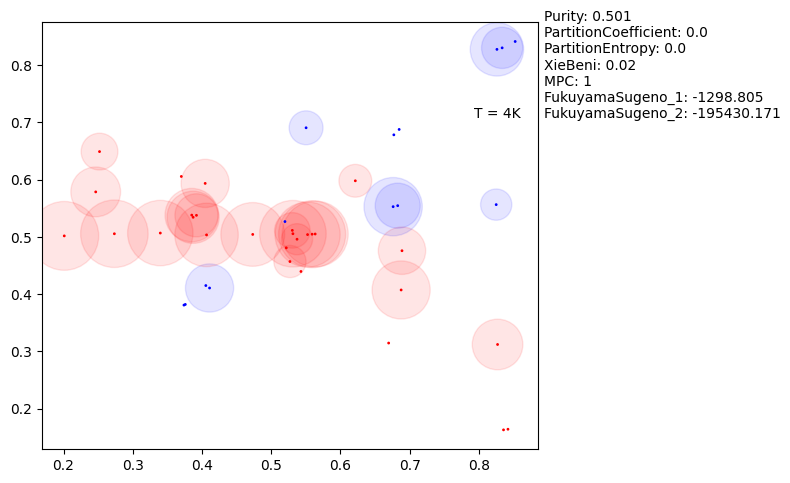 Purity: 0.501
PartitionCoefficient: 0.0
PartitionEntropy: 0.0
XieBeni: 0.02
MPC: 1
FukuyamaSugeno_1: -1298.805
FukuyamaSugeno_2: -195430.171
T = 4K
0.8
0.7
0.6
0.5
0.4
0.3
0.2
0.2 0.3 0.4 0.5 0.6 0.7 0.8